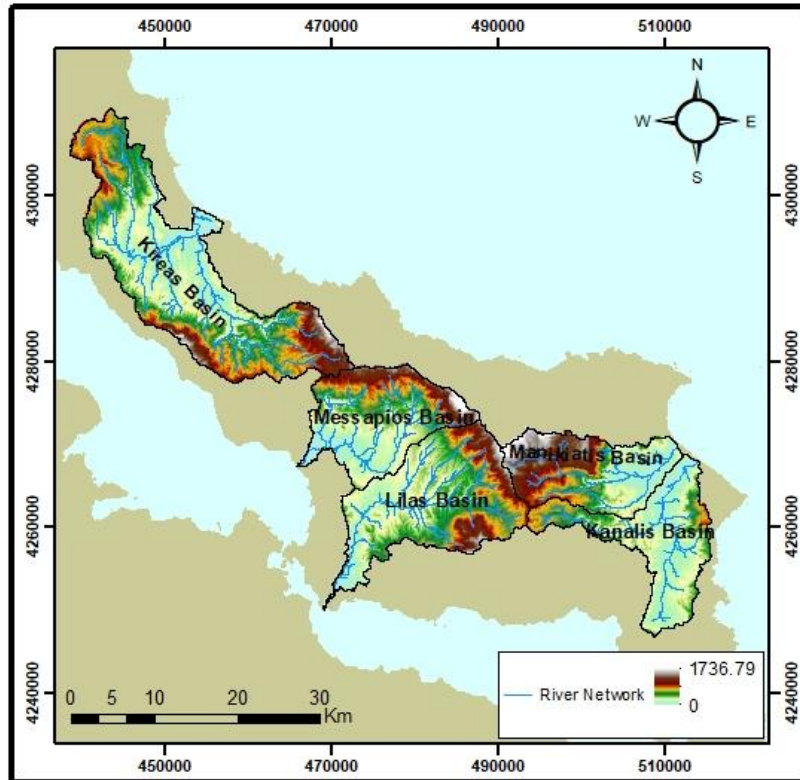 450000 470000 490000 510000
N
W E
S
4300000 4300000
Kireas Basin
4280000 4280000
Messapios Basin
Manikiatis Basin
Lilas Basin
4260000 4260000
Kanalis Basin
1736.79
River Network
0
4240000 4240000
0 5 10 20 30
Km
450000 470000 490000 510000